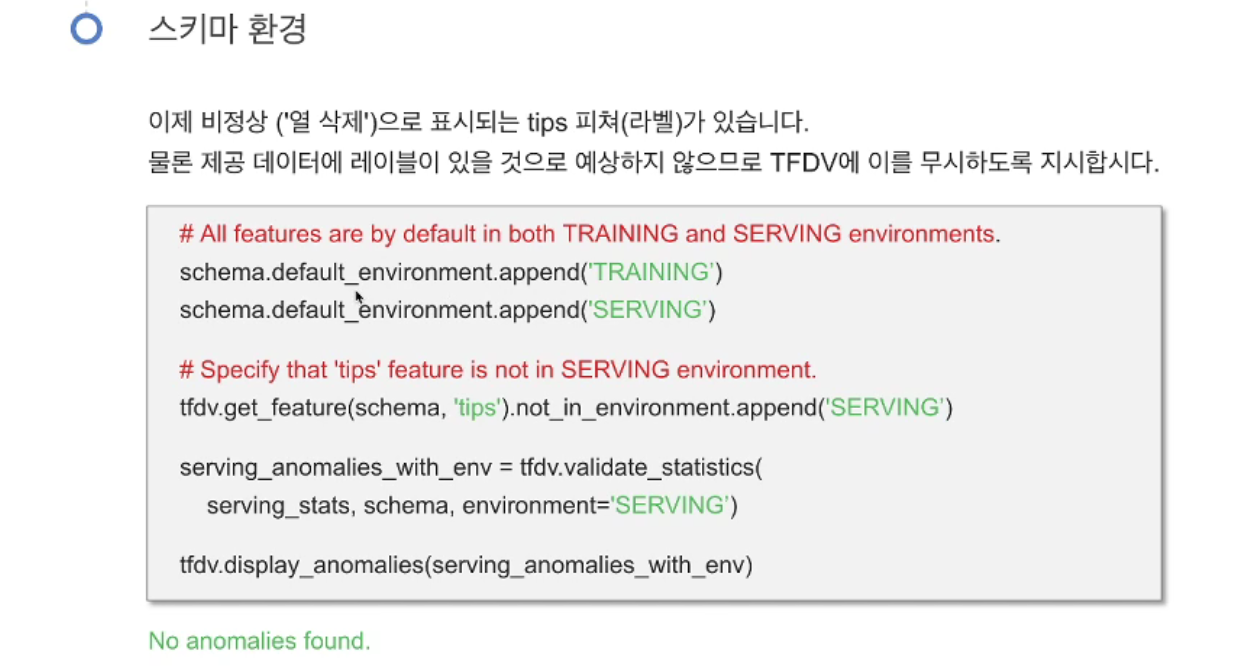 스키마 환경
이제 비정상 ('열 삭제')으로 표시되는 tips 피쳐(라벨)가 있습니다.
물론 제공 데이터에 레이블이 있을 것으로 예상하지 않으므로 TFDV에 이를 무시하도록 지시합시다.
# All features are by default in both TRAINING and SERVING environments.
schema.default_environment.append('TRAINING’)
schema.default_environment.append('SERVING’)
# Specify that 'tips' feature is not in SERVING environment.
tfdv.get_feature(schema, 'tips').not_in_environment.append('SERVING’)
serving_anomalies_with_env = tfdv.validate_statistics(
serving_stats, schema, environment='SERVING’)
tfdv.display_anomalies(serving_anomalies_with_env)
No anomalies found.